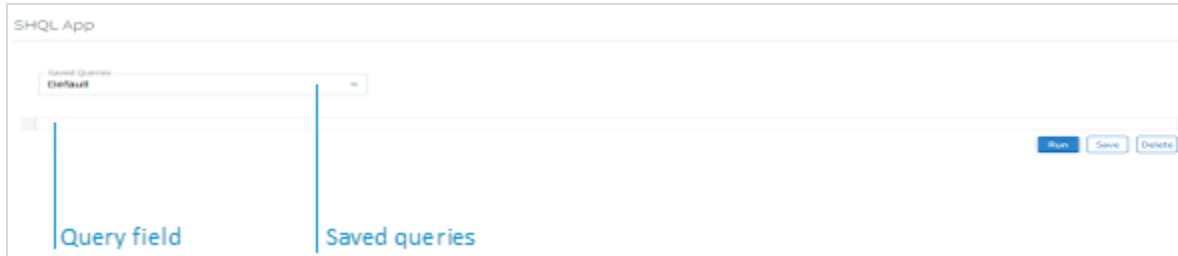 SHQL App
Saved Queries
Default
Run Save Delete
Query field Saved queries